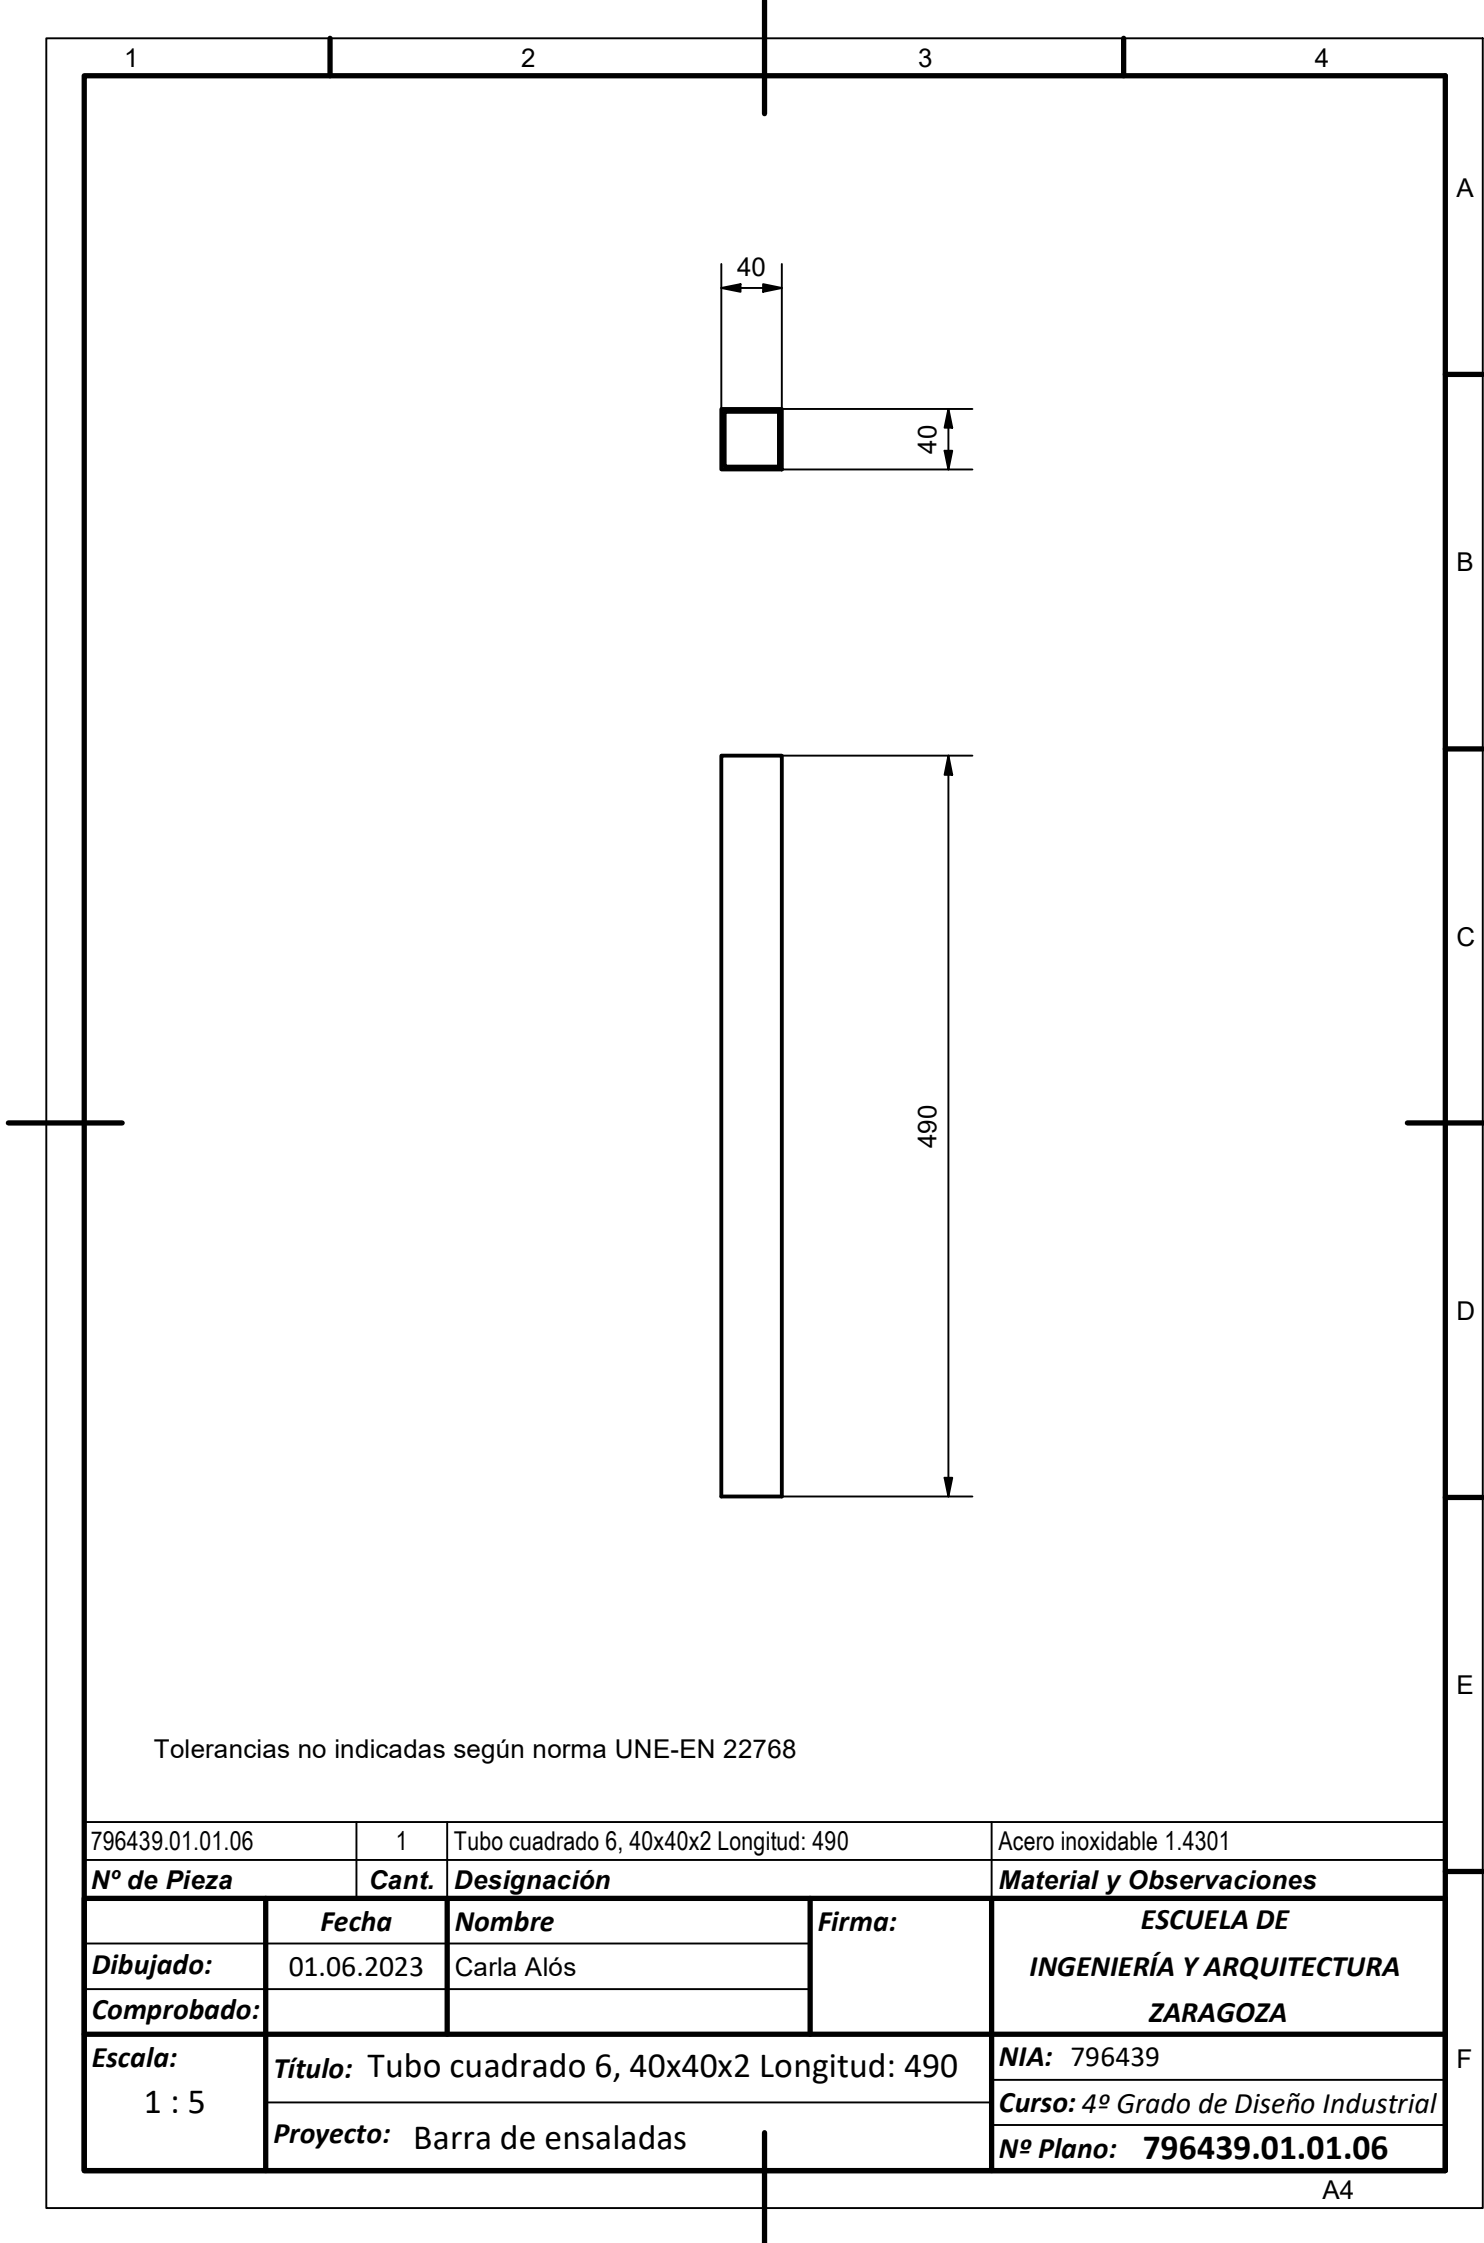 1 2 3 4
A
40
40
B
C
490
D
E
Tolerancias no indicadas según norma UNE-EN 22768
796439.01.01.06 1 Tubo cuadrado 6, 40x40x2 Longitud: 490 Acero inoxidable 1.4301
Nº de Pieza Cant. Designación Material y Observaciones
Fecha Nombre Firma: ESCUELA DE
Dibujado: 01.06.2023 Carla Alós INGENIERÍA Y ARQUITECTURA
Comprobado: ZARAGOZA
Escala: Título: Tubo cuadrado 6, 40x40x2 Longitud: 490 NIA: 796439 F
1 : 5 Curso: 4º Grado de Diseño Industrial
Proyecto: Barra de ensaladas Nº Plano: 796439.01.01.06
A4